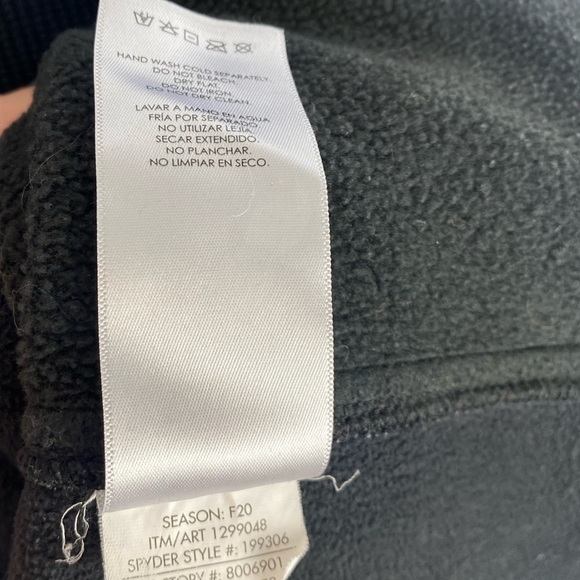 HAND WASH COLD SEPARATELY.
DO NOT BLEACH.
DRY FLAT.
DO NOT IRON.
DO NOT DRY CLEAN.
LAVAR A MANO EN AGUA
FRÍA POR SEPARADO.
NO UTILIZAR LEJÍA.
SECAR EXTENDIDO.
NO PLANCHAR.
NO LIMPIAR EN SECO.
SEASON: F20
ITM/ART 1299048
SPYDER STYLE #: 199306
#: 8006901